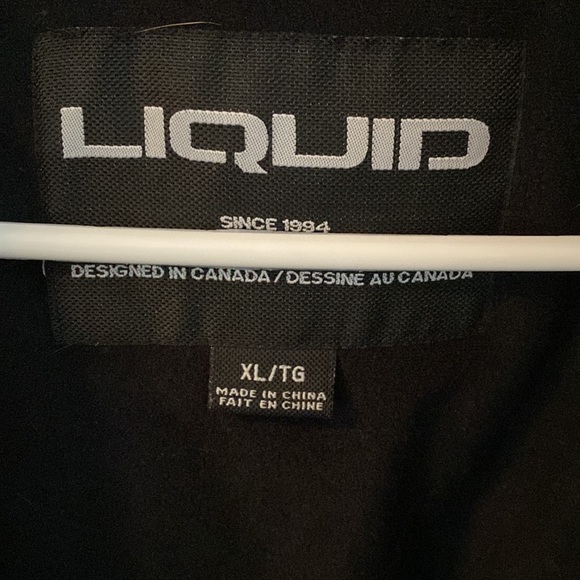 LIQUID
SINCE 1994
DESIGNED IN CANADA / DESSINÉ AU CANADA
XL/TG
MADE IN CHINA
FAIT EN CHINE